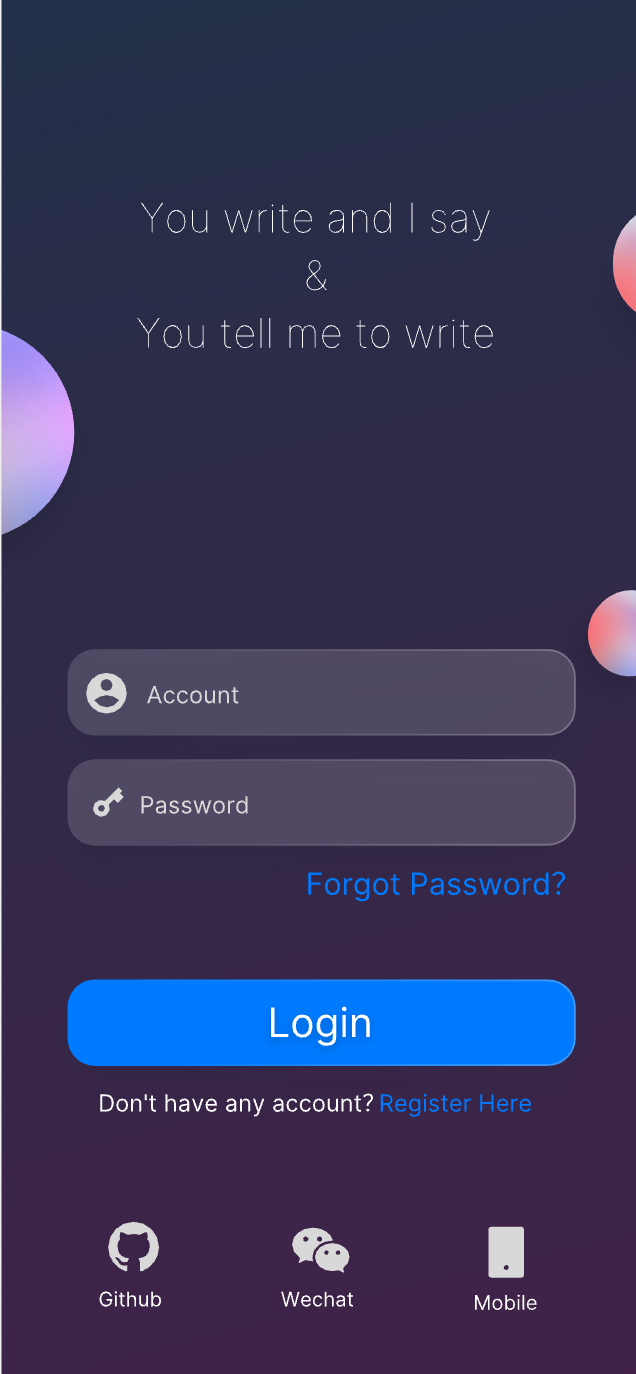 You write and I say
&
You tell me to write
Account
Password
Forgot Password?
Login
Don't have any account? Register Here
Github Wechat Mobile